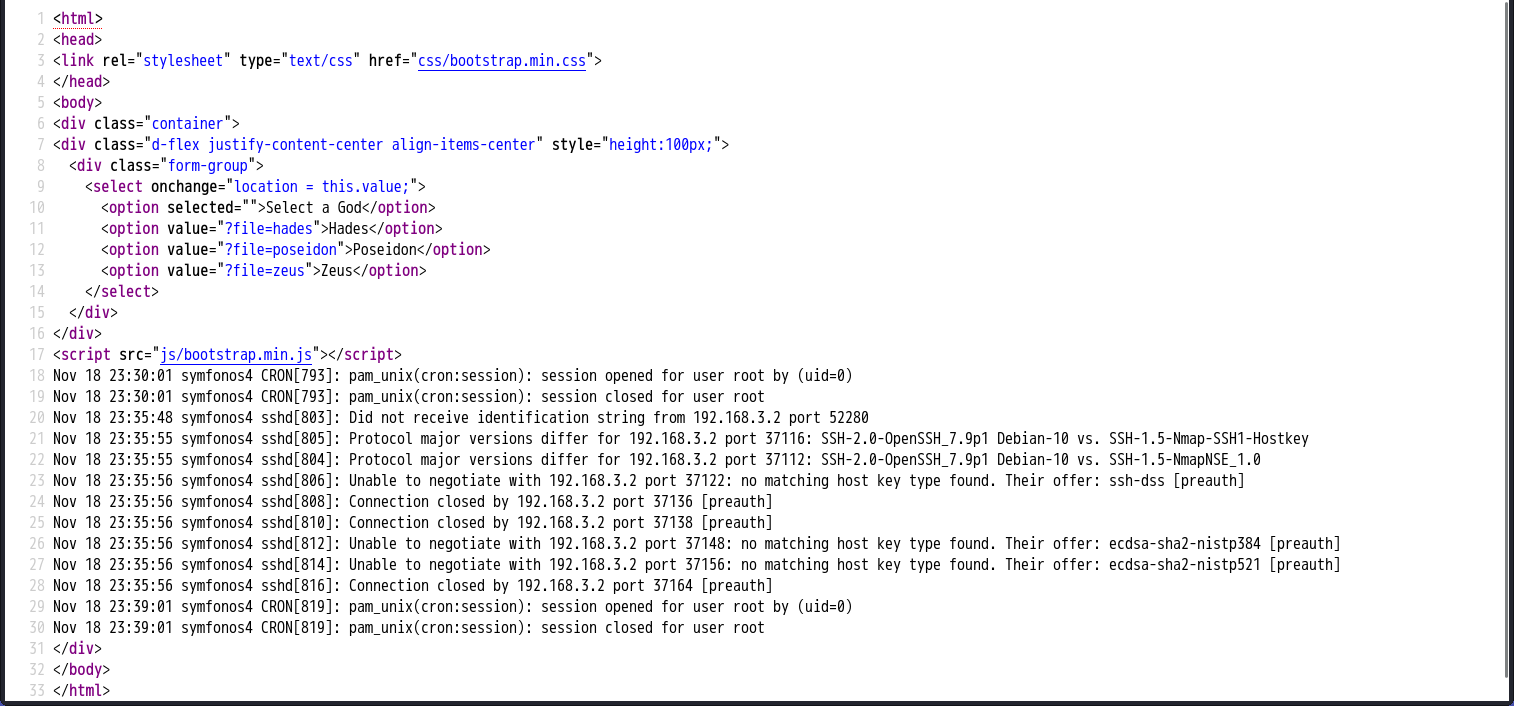 1 <html>
2 <head>
3 <link rel="stylesheet" type="text/css" href="css/bootstrap.min.css">
4 </head>
5 <body>
6 <div class="container">
7 <div class="d-flex justify-content-center align-items-center" style="height:100px;">
8   <div class="form-group">
9     <select onchange="location = this.value;">
10       <option selected="">Select a God</option>
11       <option value="?file=hades">Hades</option>
12       <option value="?file=poseidon">Poseidon</option>
13       <option value="?file=zeus">Zeus</option>
14     </select>
15   </div>
16 </div>
17 <script src="js/bootstrap.min.js"></script>
18 Nov 18 23:30:01 symfonos4 CRON[793]: pam_unix(cron:session): session opened for user root by (uid=0)
19 Nov 18 23:30:01 symfonos4 CRON[793]: pam_unix(cron:session): session closed for user root
20 Nov 18 23:35:48 symfonos4 sshd[803]: Did not receive identification string from 192.168.3.2 port 52280
21 Nov 18 23:35:55 symfonos4 sshd[805]: Protocol major versions differ for 192.168.3.2 port 37116: SSH-2.0-OpenSSH_7.9p1 Debian-10 vs. SSH-1.5-Nmap-SSH1-Hostkey
22 Nov 18 23:35:55 symfonos4 sshd[804]: Protocol major versions differ for 192.168.3.2 port 37112: SSH-2.0-OpenSSH_7.9p1 Debian-10 vs. SSH-1.5-NmapNSE_1.0
23 Nov 18 23:35:56 symfonos4 sshd[806]: Unable to negotiate with 192.168.3.2 port 37122: no matching host key type found. Their offer: ssh-dss [preauth]
24 Nov 18 23:35:56 symfonos4 sshd[808]: Connection closed by 192.168.3.2 port 37136 [preauth]
25 Nov 18 23:35:56 symfonos4 sshd[810]: Connection closed by 192.168.3.2 port 37138 [preauth]
26 Nov 18 23:35:56 symfonos4 sshd[812]: Unable to negotiate with 192.168.3.2 port 37148: no matching host key type found. Their offer: ecdsa-sha2-nistp384 [preauth]
27 Nov 18 23:35:56 symfonos4 sshd[814]: Unable to negotiate with 192.168.3.2 port 37156: no matching host key type found. Their offer: ecdsa-sha2-nistp521 [preauth]
28 Nov 18 23:35:56 symfonos4 sshd[816]: Connection closed by 192.168.3.2 port 37164 [preauth]
29 Nov 18 23:39:01 symfonos4 CRON[819]: pam_unix(cron:session): session opened for user root by (uid=0)
30 Nov 18 23:39:01 symfonos4 CRON[819]: pam_unix(cron:session): session closed for user root
31 </div>
32 </body>
33 </html>